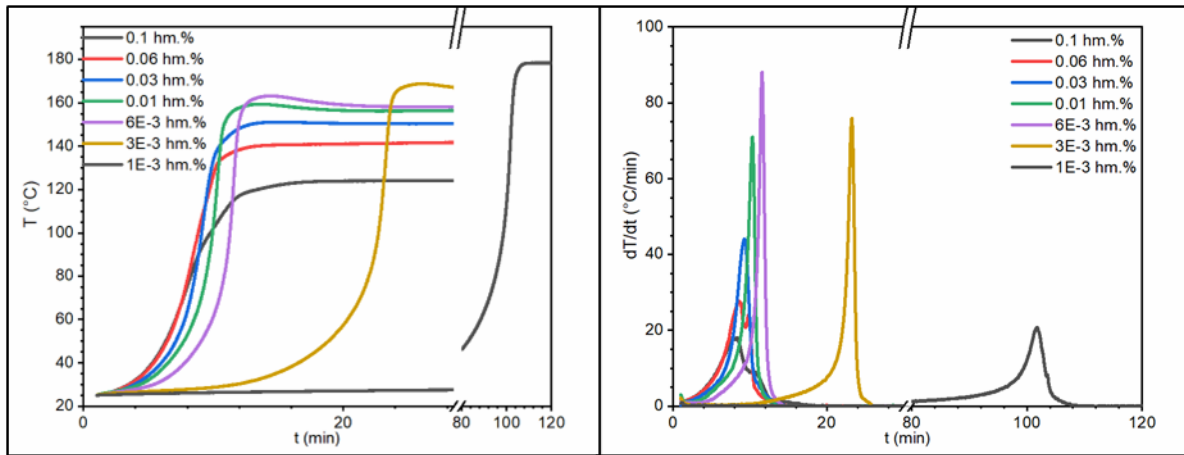 180
160
140
120
100
80
60
40
20
T (°C)
0.1 hm.%
0.06 hm.%
0.03 hm.%
0.01 hm.%
6E-3 hm.%
3E-3 hm.%
1E-3 hm.%
20 80 100 120
t (min)
100
80
60
40
20
0
dT/dt (°C/min)
0.1 hm.%
0.06 hm.%
0.03 hm.%
0.01 hm.%
6E-3 hm.%
3E-3 hm.%
1E-3 hm.%
0 20 80 100 120
t (min)